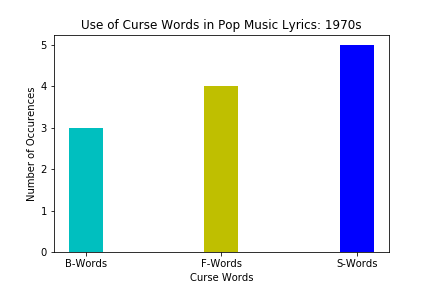 Use of Curse Words in Pop Music Lyrics: 1970s
Number of Occurences
5
4
3
2
1
0
B-Words F-Words S-Words
Curse Words